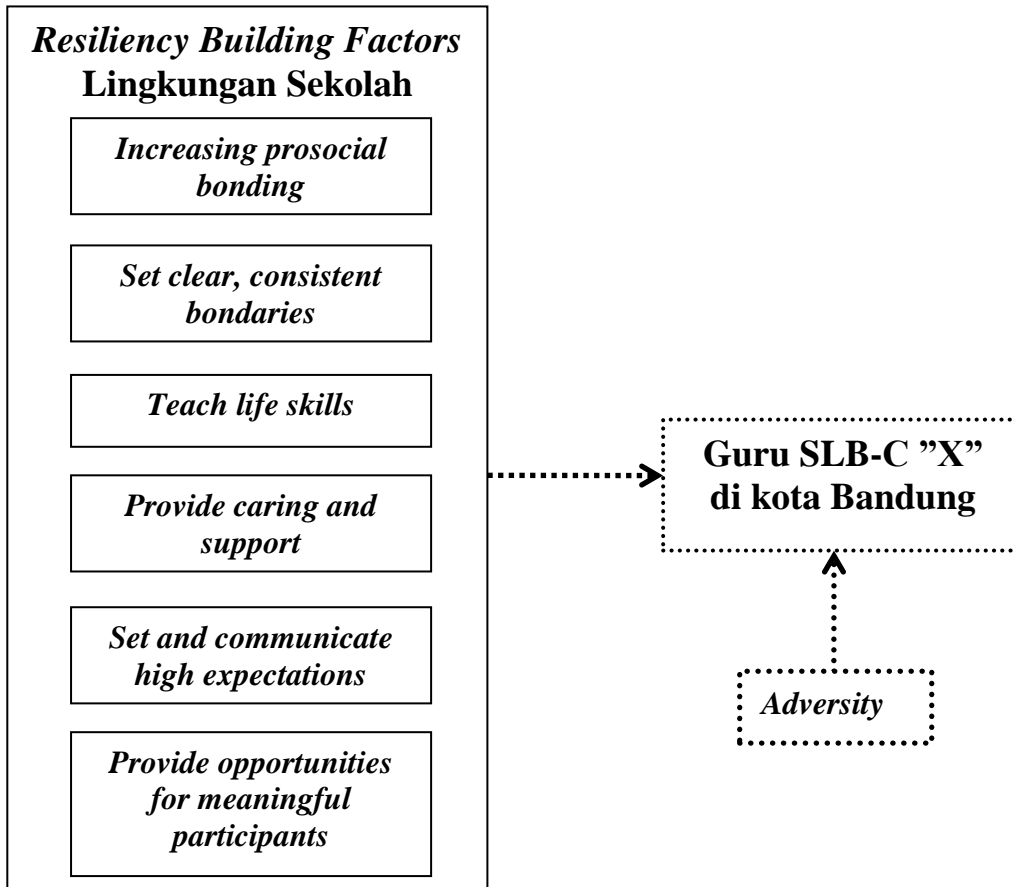 Resiliency Building Factors
Lingkungan Sekolah
Increasing prosocial
bonding
Set clear, consistent
bondaries
Teach life skills
Provide caring and
support
Set and communicate
high expectations
Provide opportunities
for meaningful
participants
Guru SLB-C ”X”
di kota Bandung
Adversity